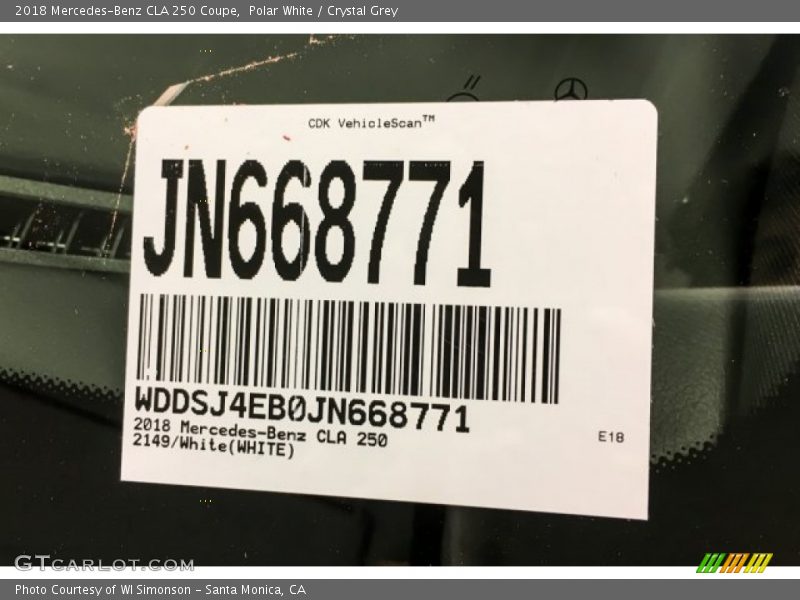 2018 Mercedes-Benz CLA 250 Coupe,  Polar White / Crystal Grey
CDK VehicleScan™
JN668771
WDDSJ4EB0JN668771
2018 Mercedes-Benz CLA 250
2149/White(WHITE)
E18
GTcarlot.com
Photo Courtesy of WI Simonson - Santa Monica, CA